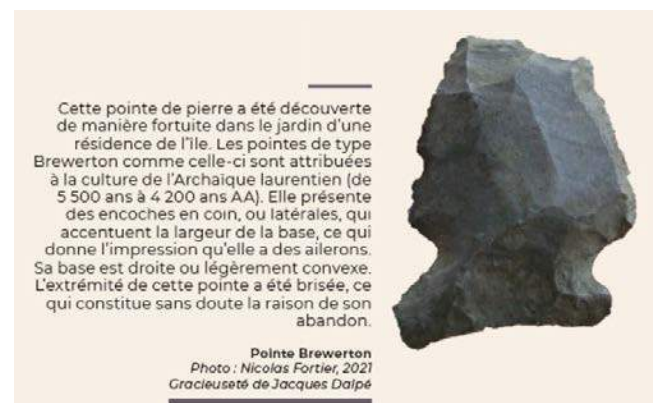 Cette pointe de pierre a été découverte
de manière fortuite dans le jardin d’une
résidence de l’île. Les pointes de type
Brewerton comme celle-ci sont attribuées
à la culture de l’Archaïque laurentien (de
5 500 ans à 4 200 ans AA). Elle présente
des encoches en coin, ou latérales, qui
accentuent la largeur de la base, ce qui
donne l’impression qu’elle a des ailerons.
Sa base est droite ou légèrement convexe.
L’extrémité de cette pointe a été brisée, ce
qui constitue sans doute la raison de son
abandon.
Pointe Brewerton
Photo : Nicolas Fortier, 2021
Gracieuseté de Jacques Dalpé